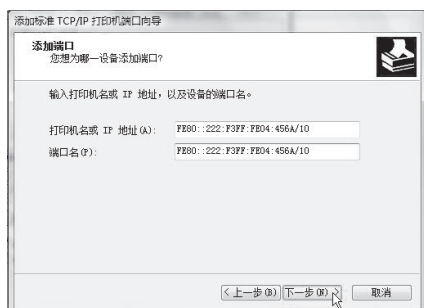 添加标准 TCP/IP 打印机端口向导
添加端口
您想为哪一设备添加端口?
输入打印机名或 IP 地址，以及设备的端口名。
打印机名或 IP 地址(A): FE80::222:F3FF:FE04:456A/10
端口名(P): FE80::222:F3FF:FE04:456A/10
< 上一步(B) 下一步(N) > 取消